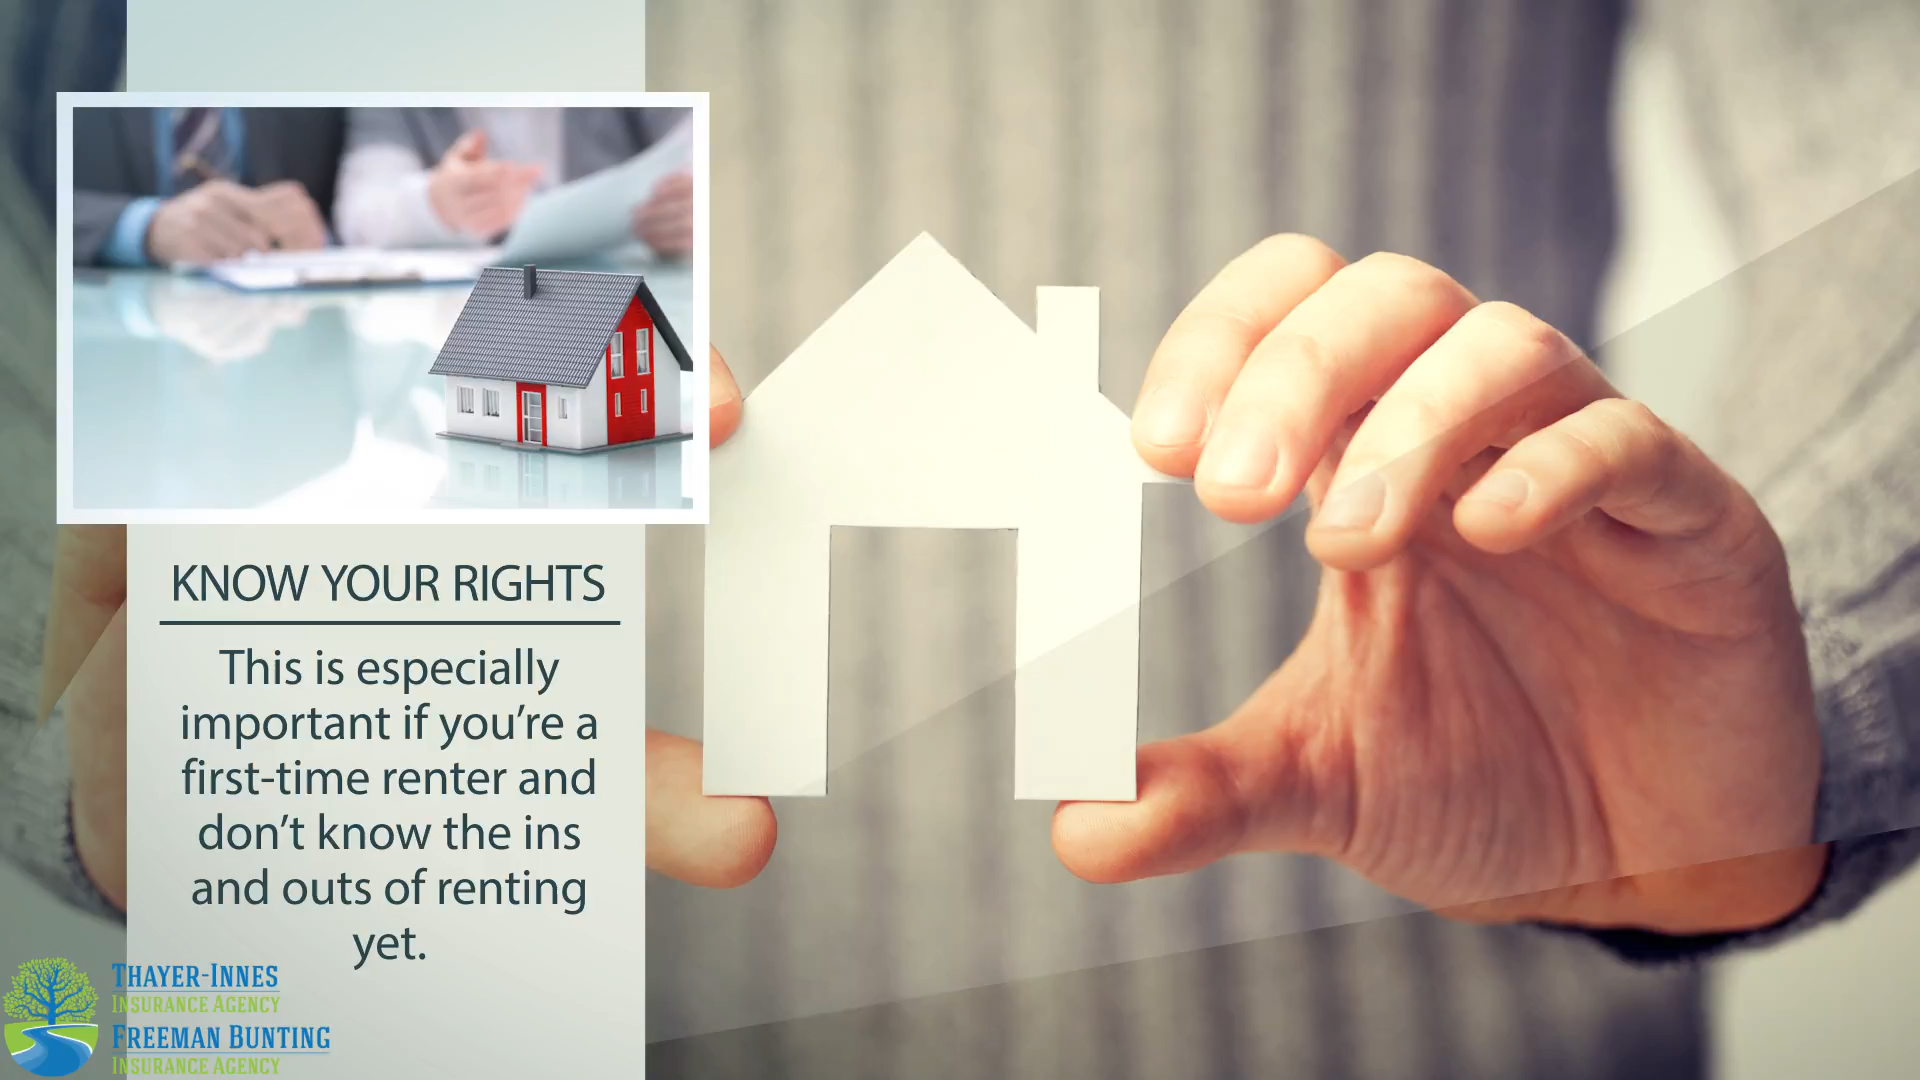 KNOW YOUR RIGHTS
This is especially
important if you’re a
first-time renter and
don’t know the ins
and outs of renting
yet.
THAYER-INNES
INSURANCE AGENCY
FREEMAN BUNTING
INSURANCE AGENCY